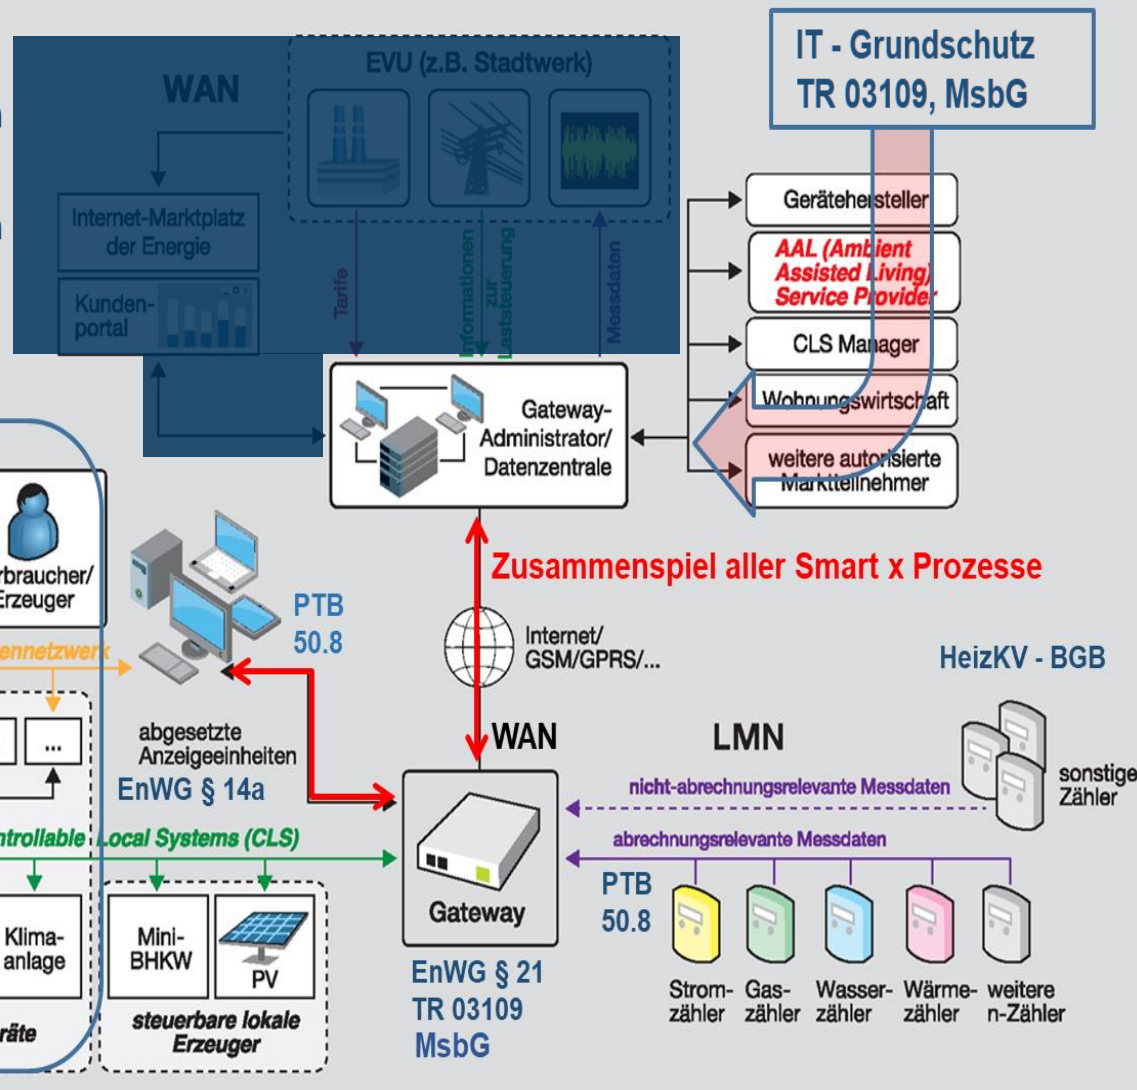 IT - Grundschutz
TR 03109, MsbG
WAN
EVU (z.B. Stadtwerk)
Internet-Marktplatz
der Energie
Kunden-
portal
Tarife
Informationen
zur
Laststeuerung
Messdaten
Gerätehersteller
AAL (Ambient
Assisted Living)
Service Provider
CLS Manager
Wohnungswirtschaft
weitere autorisierte
Marktteilnehmer
Gateway-
Administrator/
Datenzentrale
rbraucher/
Erzeuger
PTB
50.8
Zusammenspiel aller Smart x Prozesse
Internet/
GSM/GPRS/...
HeizKV - BGB
ennetzwerk
...
abgesetzte
Anzeigeeinheiten
EnWG § 14a
WAN
LMN
nicht-abrechnungsrelevante Messdaten
sonstige
Zähler
ntrollable Local Systems (CLS)
abrechnungsrelevante Messdaten
PTB
50.8
Gateway
Klima-
anlage
Mini-
BHKW
PV
EnWG § 21
TR 03109
MsbG
Strom-
zähler
Gas-
zähler
Wasser-
zähler
Wärme-
zähler
weitere
n-Zähler
räte
steuerbare lokale
Erzeuger